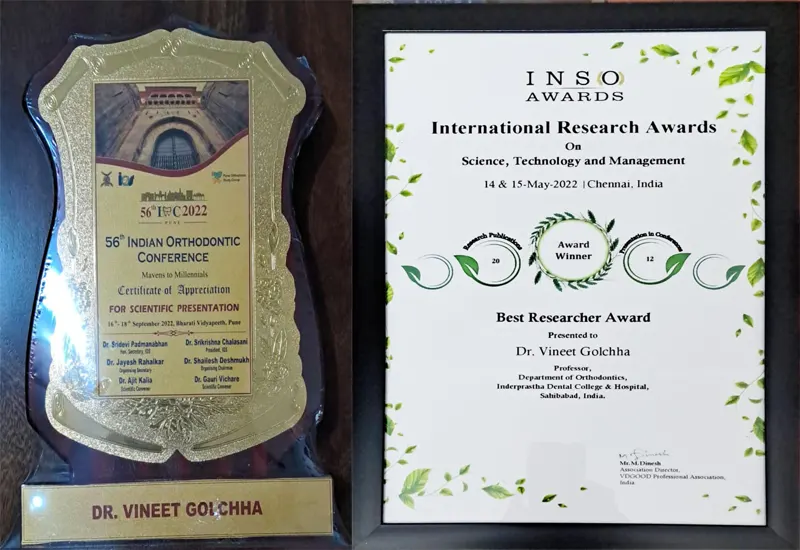 56th IOC2022
PUNE
56th INDIAN ORTHODONTIC
CONFERENCE
Mavens to Millennials
Certificate of Appreciation
FOR SCIENTIFIC PRESENTATION
16th- 18th September 2022, Bharati Vidyapeeth, Pune
Dr. Sridevi Padmanabhan
Hon. Secretary, IOS
Dr. Srikrishna Chalasani
President, IOS
Dr. Jayesh Rahalkar
Organising Secretary
Dr. Shailesh Deshmukh
Organising Chairman
Dr. Ajit Kalia
Scientific Convenor
Dr. Gauri Vichare
Scientific Convenor
DR. VINEET GOLCHHA
INSO
AWARDS
International Research Awards
On
Science, Technology and Management
14 & 15-May-2022 | Chennai, India
Research Publications
20
Award
Winner
Presentation in Conference
12
Best Researcher Award
Presented to
Dr. Vineet Golchha
Professor,
Department of Orthodontics,
Inderprastha Dental College & Hospital,
Sahibabad, India.
Mr. M. Dinesh
Association Director,
VDGOOD Professional Association,
India